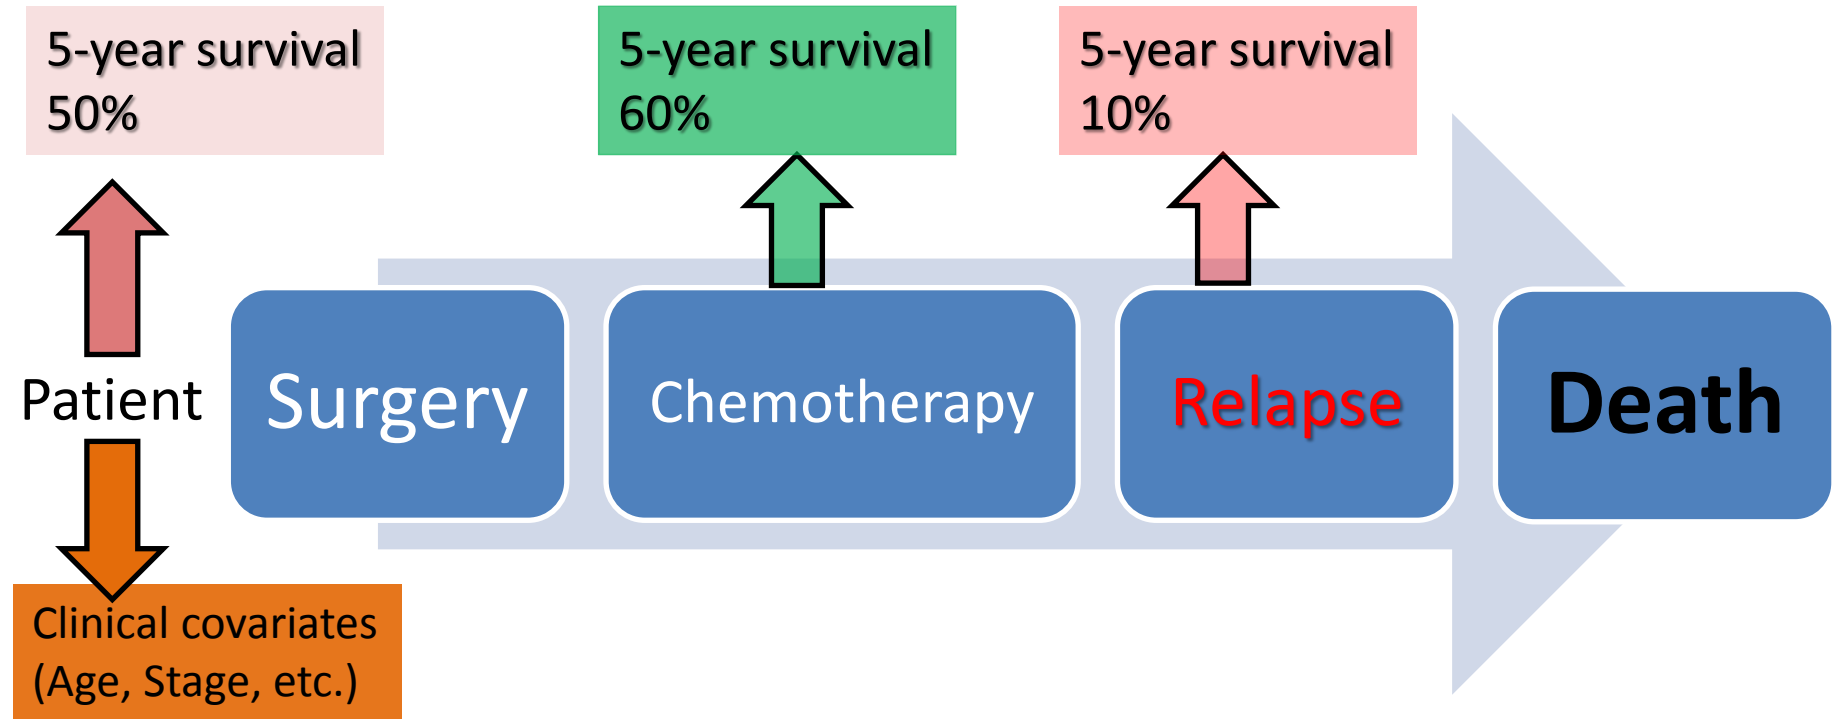 5-year survival
50%
5-year survival
60%
5-year survival
10%
Patient
Surgery
Chemotherapy
Relapse
Death
Clinical covariates
(Age, Stage, etc.)